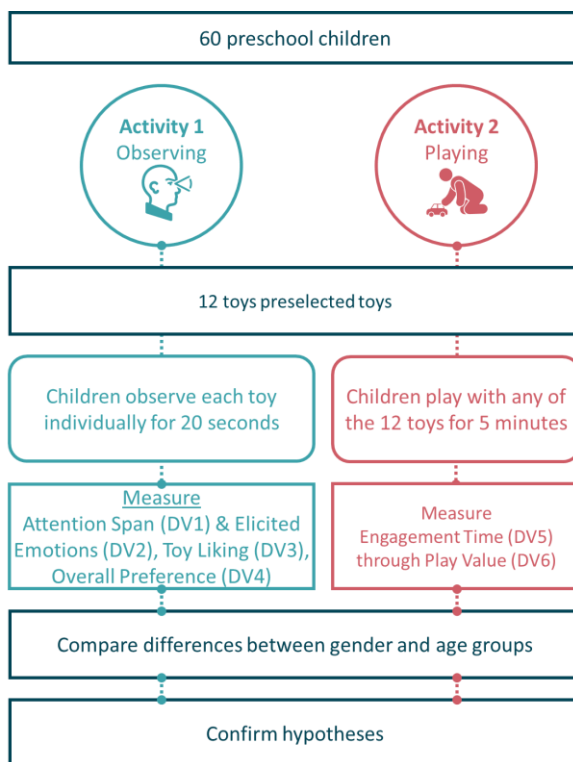 60 preschool children
Activity 1
Observing
Activity 2
Playing
12 toys preselected toys
Children observe each toy
individually for 20 seconds
Children play with any of
the 12 toys for 5 minutes
Measure
Attention Span (DV1) & Elicited
Emotions (DV2), Toy Liking (DV3),
Overall Preference (DV4)
Measure
Engagement Time (DV5)
through Play Value (DV6)
Compare differences between gender and age groups
Confirm hypotheses